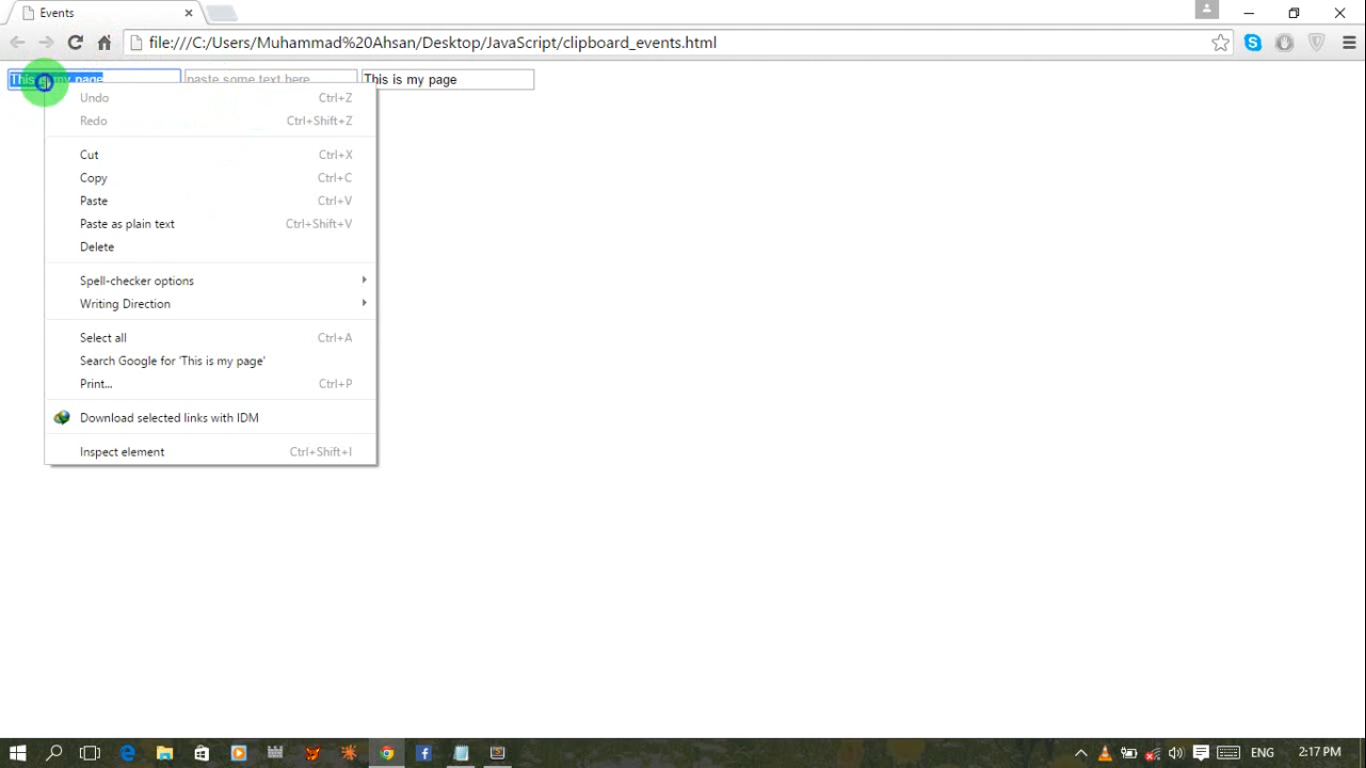 Events
file:///C:/Users/Muhammad%20Ahsan/Desktop/JavaScript/clipboard_events.html
This is my page paste some text here This is my page
Undo Ctrl+Z
Redo Ctrl+Shift+Z
Cut Ctrl+X
Copy Ctrl+C
Paste Ctrl+V
Paste as plain text Ctrl+Shift+V
Delete
Spell-checker options
Writing Direction
Select all Ctrl+A
Search Google for 'This is my page'
Print... Ctrl+P
Download selected links with IDM
Inspect element Ctrl+Shift+I
ENG 2:17 PM